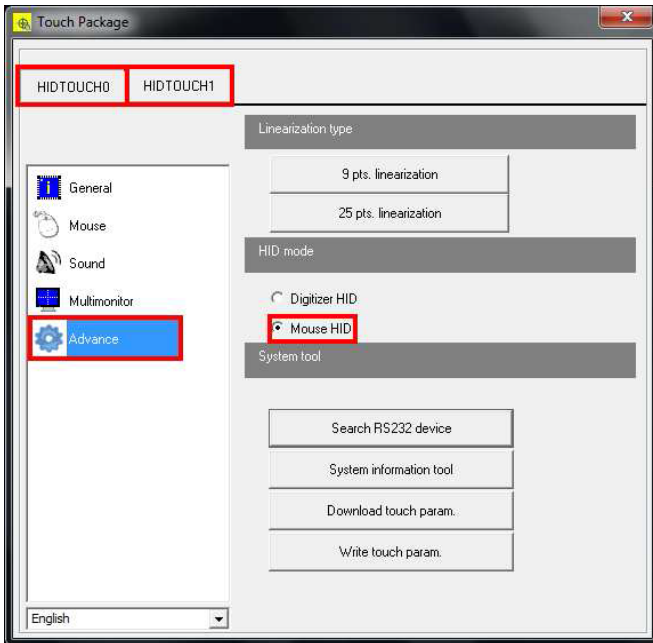 Touch Package
HIDTOUCH0 HIDTOUCH1
Linearization type
9 pts. linearization
25 pts. linearization
General
Mouse
Sound
Multimonitor
Advance
HID mode
Digitizer HID
Mouse HID
System tool
Search RS232 device
System information tool
Download touch param.
Write touch param.
English